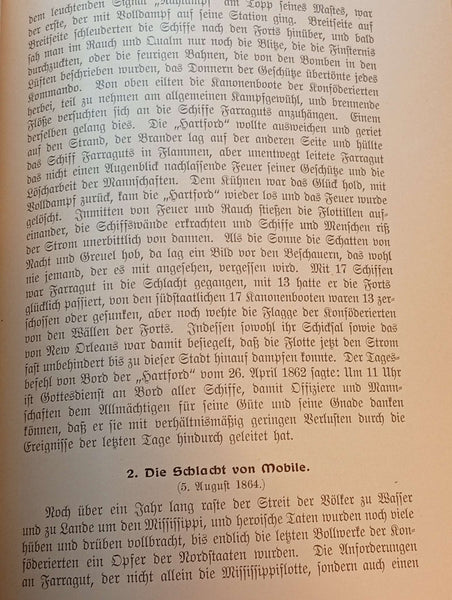 dem leuchtenden Signal „Klarkampf" am Topp seines Mastes, war
der erste, der mit Volldampf auf seine Station ging. Breitseite auf
Breitseite schleuderten die Schiffe nach den Forts hinüber, und bald
sah man im Rauch und Qualm nur noch die Blitze, die die Finsternis
durchzuckten, oder die feurigen Bahnen, die von den Bomben in den
Lüften beschrieben wurden, das Donnern der Geschütze übertönte jedes
Kommando. Von oben eilten die Kanonenboote der Konföderierten
herbei, teil zu nehmen am allgemeinen Kampfgewühl, und brennende
Flöße versuchten sich an die Schiffe Farraguts anzuhängen. Einem
derselben gelang dies. Die „Hartford" wollte ausweichen und geriet
auf den Strand, der Brander lag auf der anderen Seite und hüllte
das Schiff Farraguts in Flammen, aber unentwegt leitete Farragut
das nicht einen Augenblick nachlassende Feuer seiner Geschütze und die
Löscharbeit der Mannschaften. Dem Kühnen war das Glück hold, mit
Volldampf zurück, kam die „Hartford" wieder los und das Feuer wurde
gelöscht. Inmitten von Feuer und Rauch stießen die Flottillen auf-
einander, die Schiffswände erkrachten und Schiffe und Menschen riß
der Strom unerbittlich von dannen. Als die Sonne die Schatten von
Nacht und Greuel hob, da lag ein Bild vor den Beschauern, das wohl
nie jemand, der es mit angesehen, vergessen wird. Mit 17 Schiffen
war Farragut in die Schlacht gegangen, mit 13 hatte er die Forts
glücklich passiert, von den südstaatlichen 17 Kanonenbooten waren 13 zer-
schossen oder gesunken, aber noch wehte die Flagge der Konföderierten
von den Wällen der Forts. Indessen sowohl ihr Schicksal sowie das
von New Orleans war damit besiegelt, daß die Flotte jetzt den Strom
fast unbehindert bis zu dieser Stadt hinauf dampfen konnte. Der Tages-
befehl von Bord der „Hartford" vom 26. April 1862 sagte: Um 11 Uhr
ist Gottesdienst an Bord aller Schiffe, damit Offiziere und Mann-
schaften dem Allmächtigen für seine Güte und seine Gnade danken
können, daß er sie mit verhältnismäßig geringen Verlusten durch die
Ereignisse der letzten Tage hindurch geleitet hat.
2. Die Schlacht von Mobile.
(5. August 1864.)
Noch über ein Jahr lang raste der Streit der Völker zu Wasser
und zu Lande um den Mississippi, und heroische Taten wurden noch viele
hüben und drüben vollbracht, bis endlich die letzten Bollwerke der Kon-
föderierten ein Opfer der Nordstaaten wurden. Die Anforderungen
an Farragut, der nicht allein die Mississippiflotte, sondern auch einen